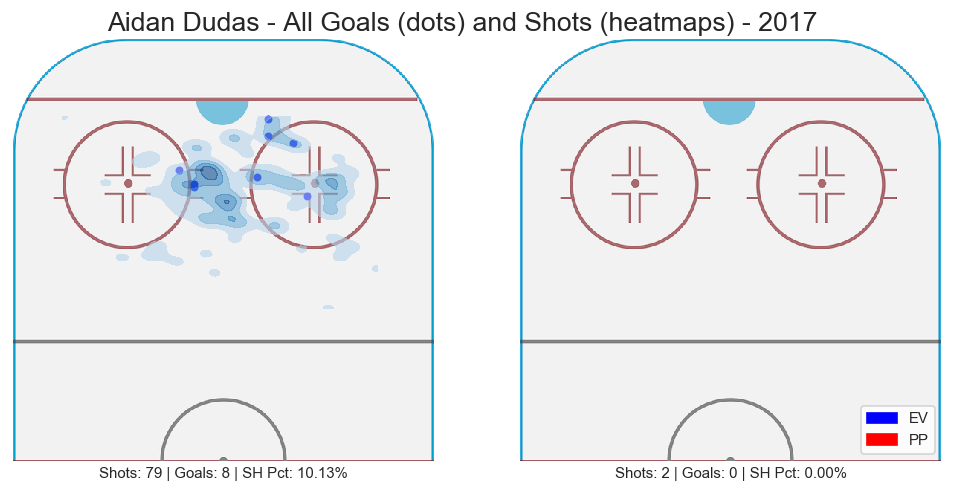 Aidan Dudas - All Goals (dots) and Shots (heatmaps) - 2017
EV
PP
Shots: 79 | Goals: 8 | SH Pct: 10.13%
Shots: 2 | Goals: 0 | SH Pct: 0.00%